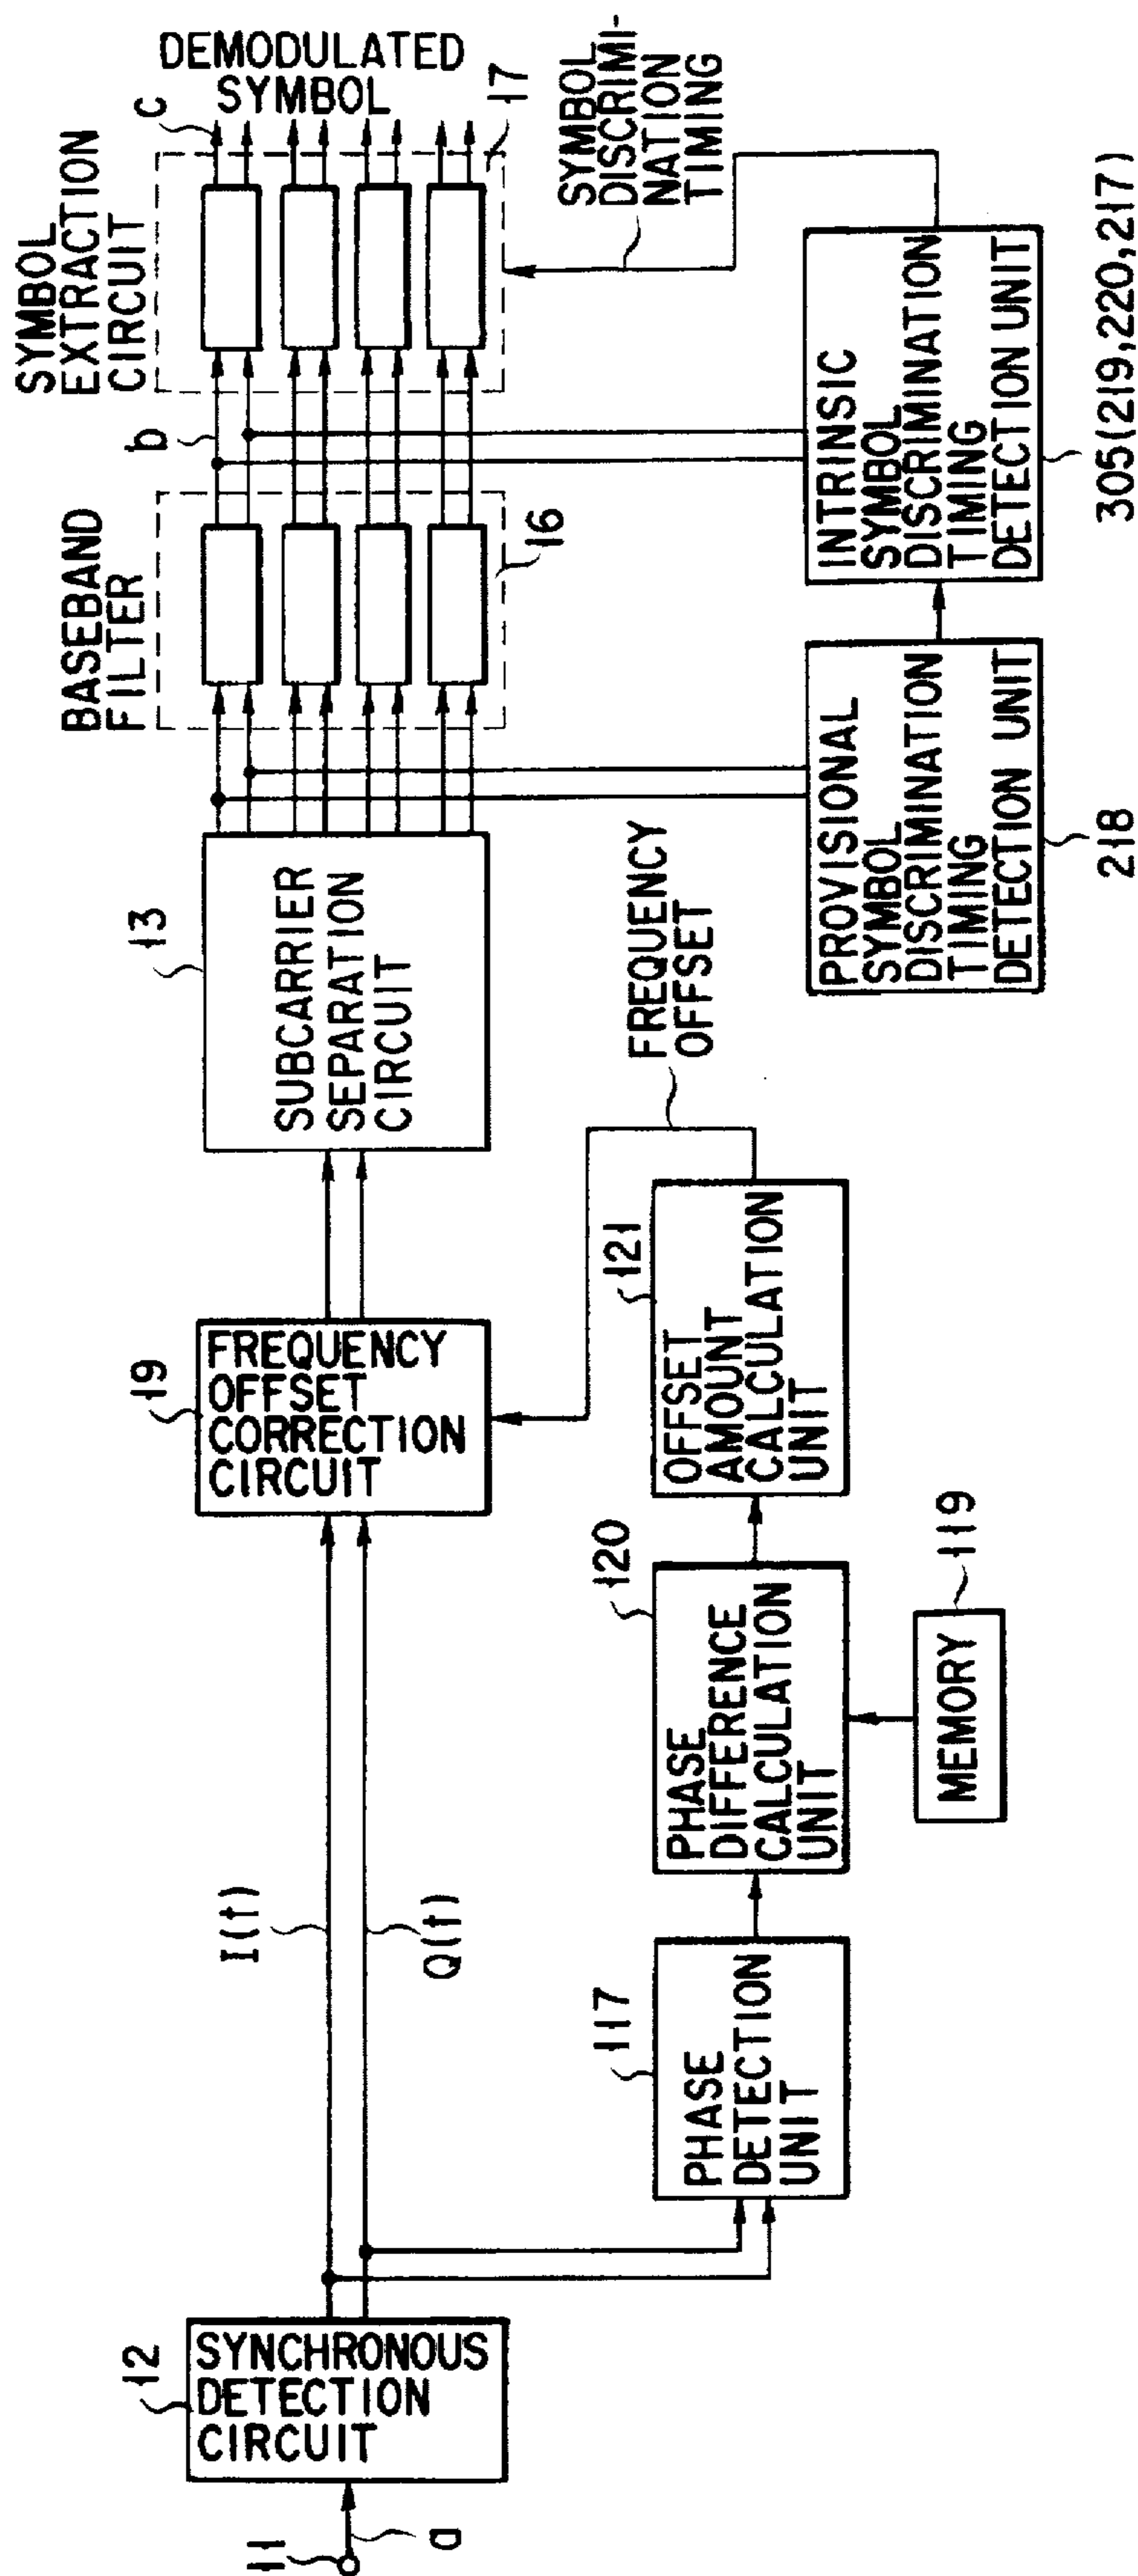 11
a
12
SYNCHRONOUS
DETECTION
CIRCUIT
I(t)
Q(t)
117
PHASE
DETECTION
UNIT
120
PHASE
DIFFERENCE
CALCULATION
UNIT
MEMORY
119
121
OFFSET
AMOUNT
CALCULATION
UNIT
FREQUENCY
OFFSET
19
FREQUENCY
OFFSET
CORRECTION
CIRCUIT
13
SUBCARRIER
SEPARATION
CIRCUIT
BASEBAND
FILTER
16
b
SYMBOL
EXTRACTION
CIRCUIT
17
C
DEMODULATED
SYMBOL
SYMBOL
DISCRIMI-
NATION
TIMING
PROVISIONAL
SYMBOL
DISCRIMINATION
TIMING
DETECTION UNIT
218
INTRINSIC
SYMBOL
DISCRIMINATION
TIMING
DETECTION UNIT
305(219,220,217)